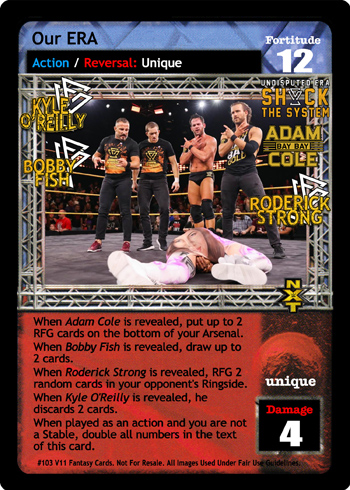 Our ERA
Fortitude
12
Action / Reversal: Unique
KYLE
O'REILLY
BOBBY
FISH
UNDISPUTED ERA
SHOCK
THE SYSTEM
ADAM
BAY BAY
COLE
RODERICK
STRONG
NXT
When Adam Cole is revealed, put up to 2
RFG cards on the bottom of your Arsenal.
When Bobby Fish is revealed, draw up to
2 cards.
When Roderick Strong is revealed, RFG 2
random cards in your opponent's Ringside.
When Kyle O'Reilly is revealed, he
discards 2 cards.
When played as an action and you are not
a Stable, double all numbers in the text
of this card.
unique
Damage
4
#103 V11 Fantasy Cards. Not For Resale. All Images Used Under Fair Use Guidelines.